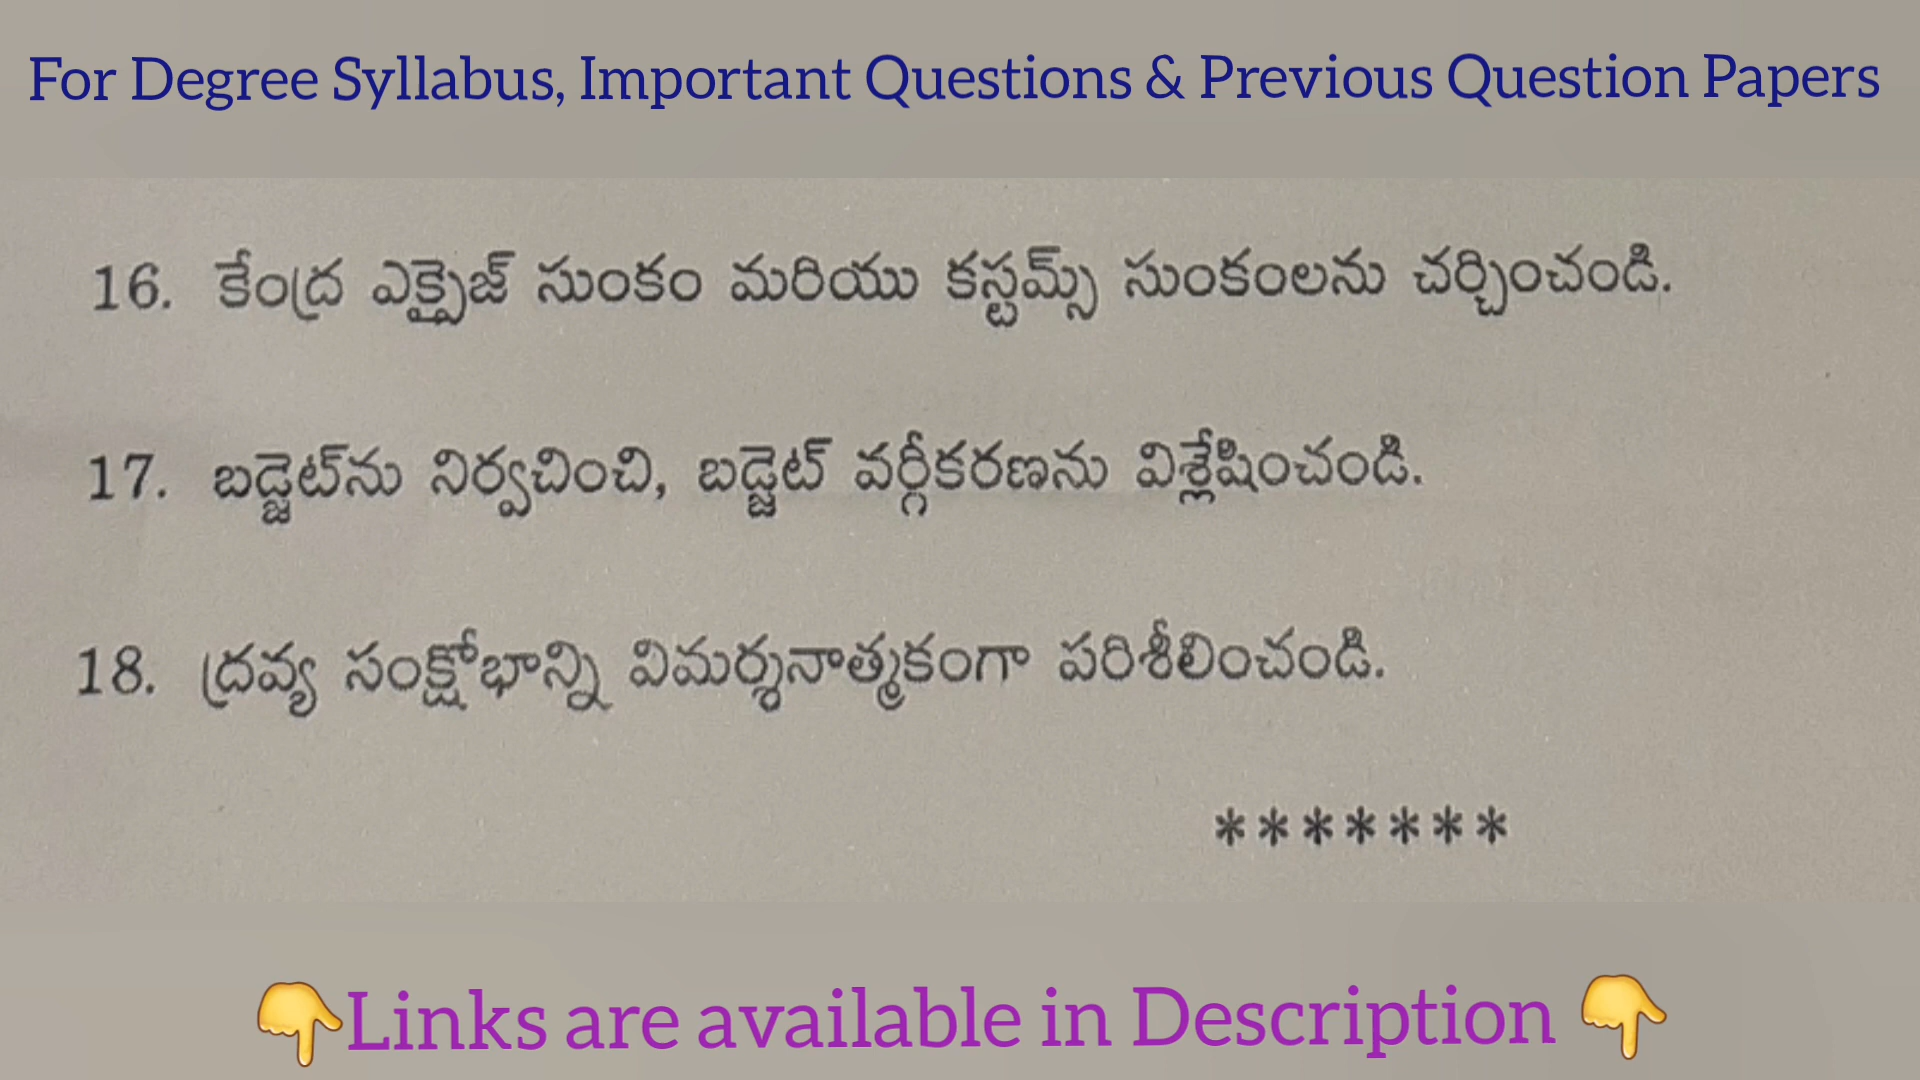 For Degree Syllabus, Important Questions & Previous Question Papers
16. కేంద్ర ఎక్సైజ్ సుంకం మరియు కస్టమ్స్ సుంకంలను చర్చించండి.
17. బడ్జెట్‌ను నిర్వచించి, బడ్జెట్ వర్గీకరణను విశ్లేషించండి.
18. ద్రవ్య సంక్షోభాన్ని విమర్శనాత్మకంగా పరిశీలించండి.
*******
👇Links are available in Description 👇